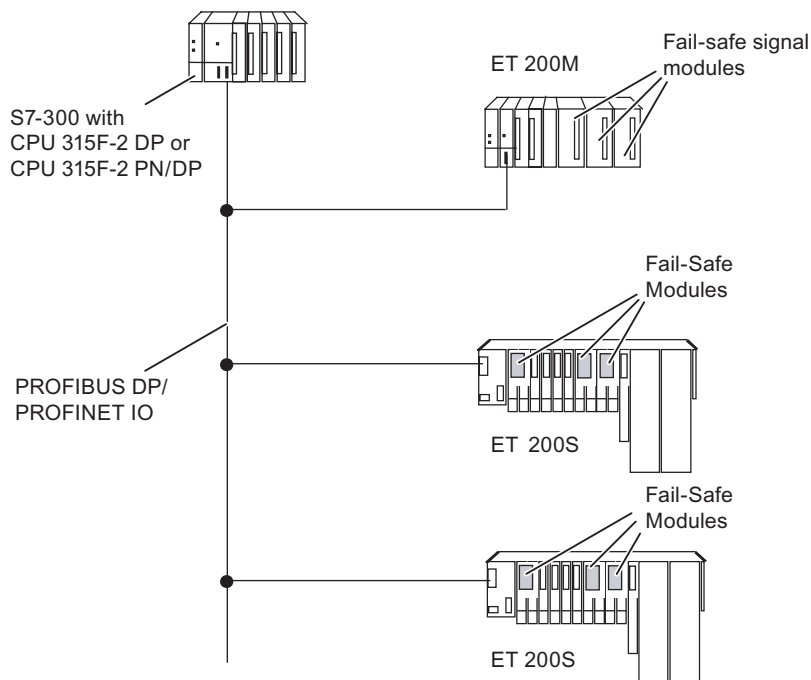 Fail-safe signal
modules
ET 200M
S7-300 with
CPU 315F-2 DP or
CPU 315F-2 PN/DP
Fail-Safe
Modules
PROFIBUS DP/
PROFINET IO
ET 200S
Fail-Safe
Modules
ET 200S